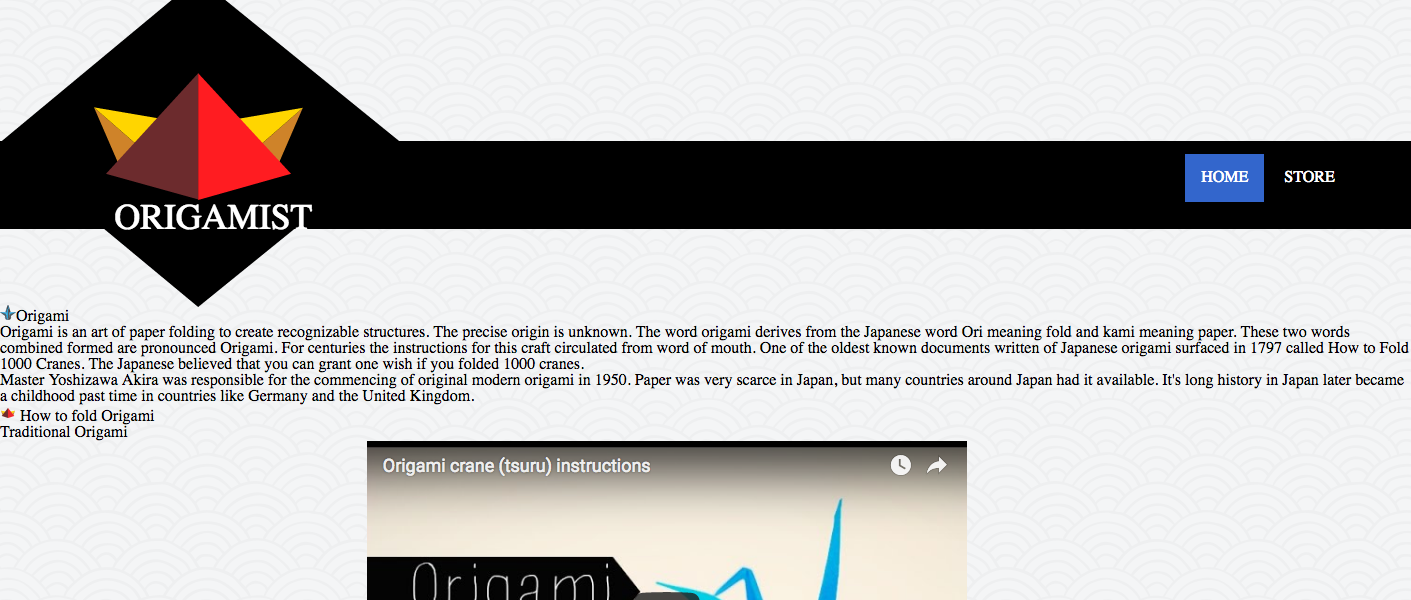 HOME STORE
ORIGAMIST
Origami
Origami is an art of paper folding to create recognizable structures. The precise origin is unknown. The word origami derives from the Japanese word Ori meaning fold and kami meaning paper. These two words
combined formed are pronounced Origami. For centuries the instructions for this craft circulated from word of mouth. One of the oldest known documents written of Japanese origami surfaced in 1797 called How to Fold
1000 Cranes. The Japanese believed that you can grant one wish if you folded 1000 cranes.
Master Yoshizawa Akira was responsible for the commencing of original modern origami in 1950. Paper was very scarce in Japan, but many countries around Japan had it available. It's long history in Japan later became
a childhood past time in countries like Germany and the United Kingdom.
How to fold Origami
Traditional Origami
Origami crane (tsuru) instructions
Origami